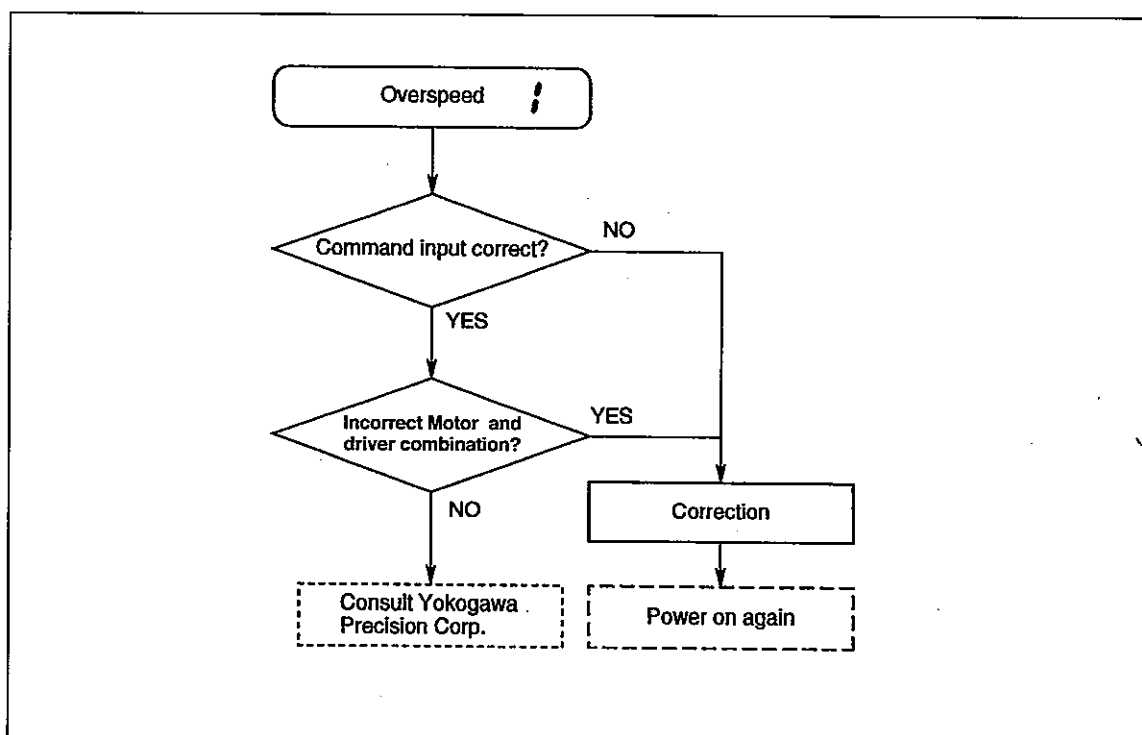 Overspeed 1
Command input correct?
NO
YES
Incorrect Motor and
driver combination?
YES
NO
Correction
Consult Yokogawa
Precision Corp.
Power on again